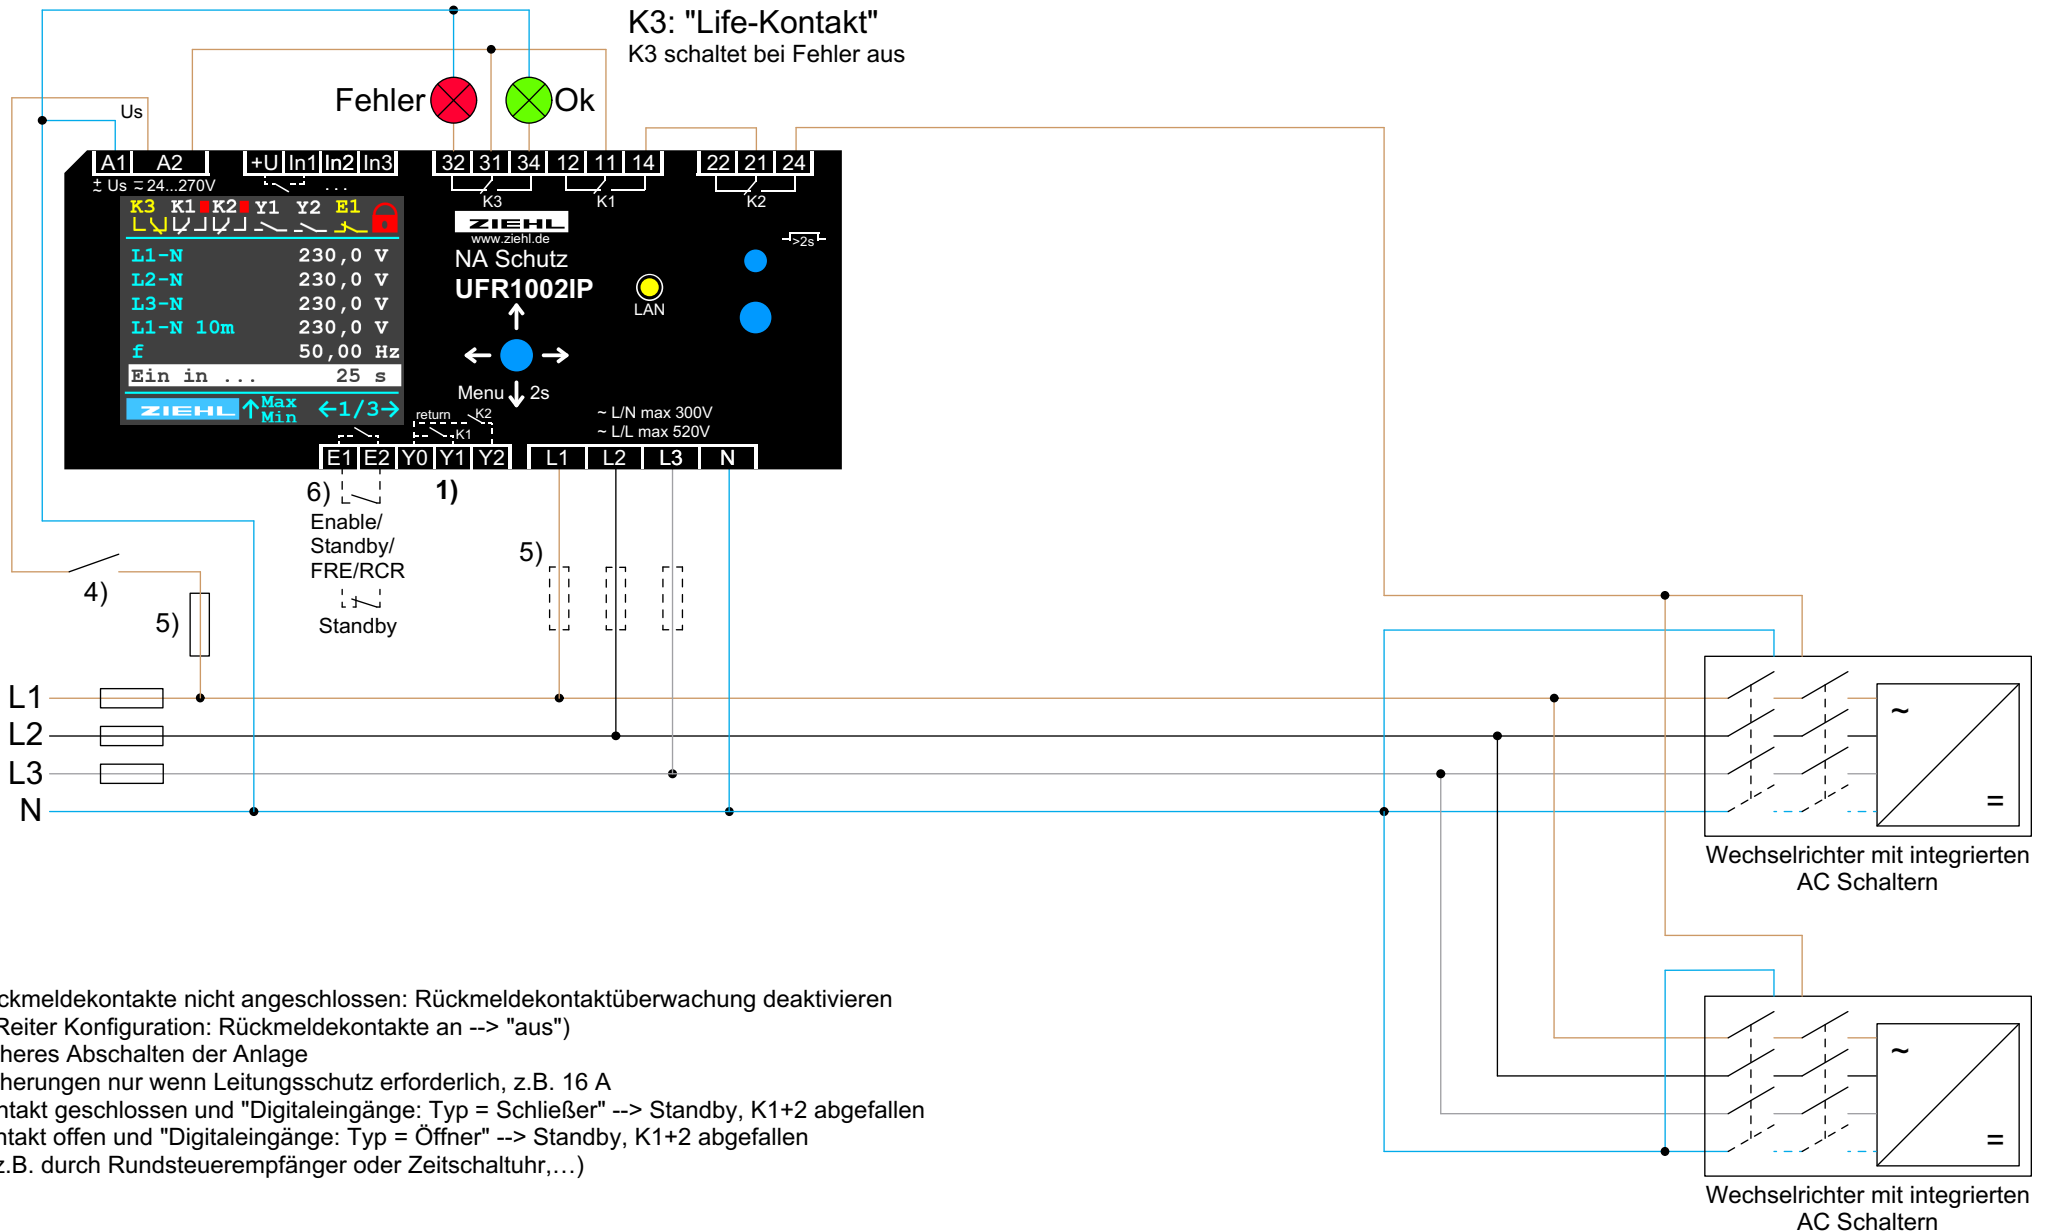 K3: "Life-Kontakt"
K3 schaltet bei Fehler aus
Fehler
Ok
Us
A1 A2 +U In1 In2 In3 32 31 34 12 11 14 22 21 24
Us 24...270V
...
K3 K1 K2
K3 K1 K2 Y1 Y2 E1
ZIEHL
www.ziehl.de
>2s
NA Schutz
UFR1002IP
LAN
L1-N 230,0 V
L2-N 230,0 V
L3-N 230,0 V
L1-N 10m 230,0 V
f 50,00 Hz
Ein in ... 25 s
ZIEHL ↑ Max Min ←1/3→
Menu 2s
return K2
K1
~ L/N max 300V
~ L/L max 520V
E1 E2 Y0 Y1 Y2 L1 L2 L3 N
6)
1)
Enable/
Standby/
FRE/RCR
Standby
5)
4)
5)
L1
L2
L3
N
~
=
Wechselrichter mit integrierten
AC Schaltern
~
=
Wechselrichter mit integrierten
AC Schaltern
ckmeldekontakte nicht angeschlossen: Rückmeldekontaktüberwachung deaktivieren
Reiter Konfiguration: Rückmeldekontakte an --> "aus")
heres Abschalten der Anlage
herungen nur wenn Leitungsschutz erforderlich, z.B. 16 A
ntakt geschlossen und "Digitaleingänge: Typ = Schließer" --> Standby, K1+2 abgefallen
ntakt offen und "Digitaleingänge: Typ = Öffner" --> Standby, K1+2 abgefallen
z.B. durch Rundsteuerempfänger oder Zeitschaltuhr,…)